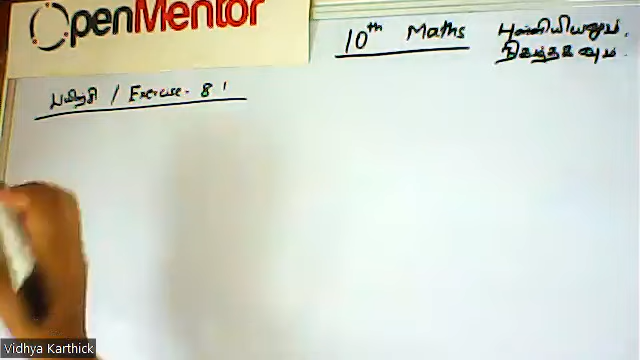 OpenMentor
10th Maths புள்ளியியலும்
நிகழ்தகவும்
பயிற்சி / Exercise - 8.1
Vidhya Karthick